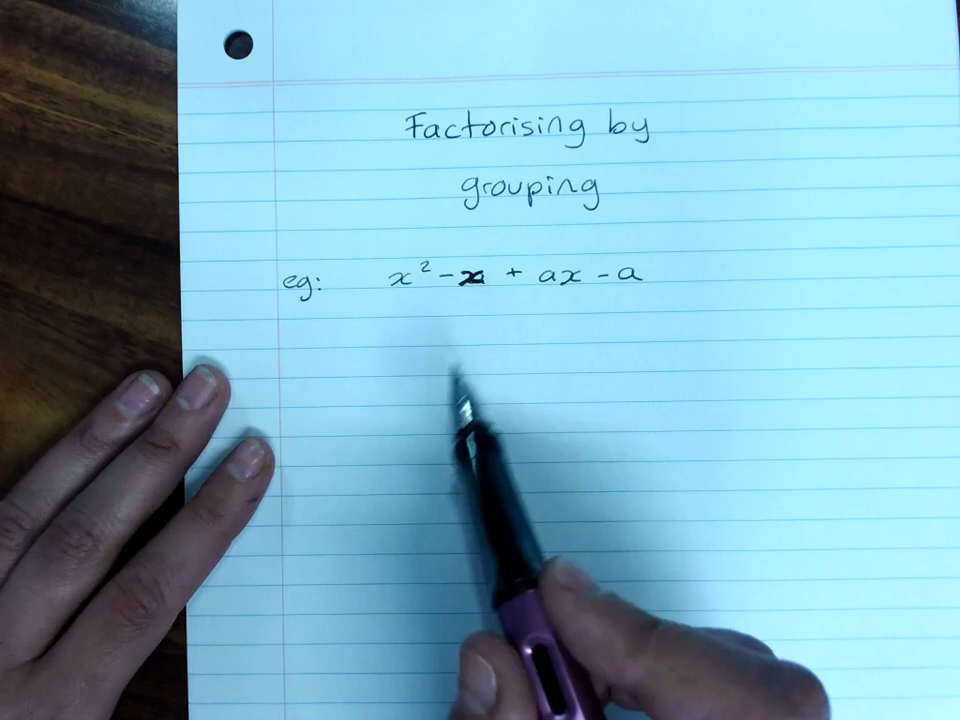 Factorising by
grouping
eg: x² - x + ax - a